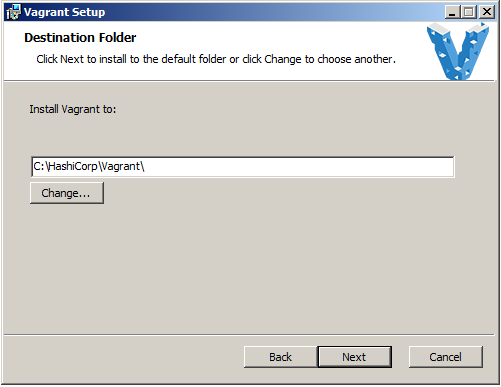 Vagrant Setup
Destination Folder
Click Next to install to the default folder or click Change to choose another.
Install Vagrant to:
C:\HashiCorp\Vagrant\
Change...
Back
Next
Cancel